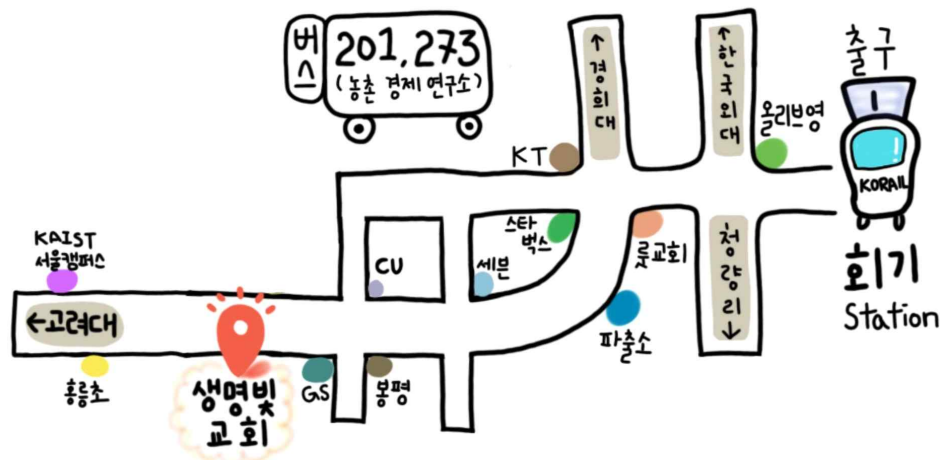 버스
201, 273
(농촌 경제 연구소)
↑경희대
↑한국외대
출구
1
올리브영
KORAIL
회기
Station
KT
스타
벅스
루교회
청량리↓
KAIST
서울캠퍼스
CU
세븐
파출소
←고려대
홍릉초
생명빛
교회
GS
봉평